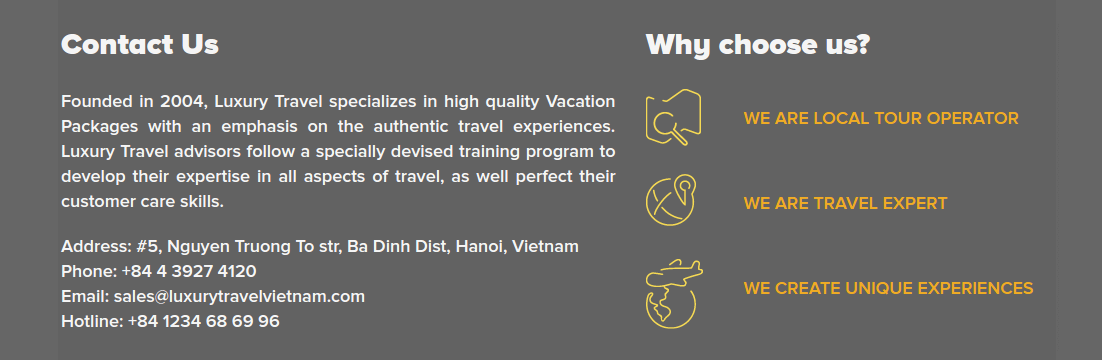 Contact Us
Founded in 2004, Luxury Travel specializes in high quality Vacation
Packages with an emphasis on the authentic travel experiences.
Luxury Travel advisors follow a specially devised training program to
develop their expertise in all aspects of travel, as well perfect their
customer care skills.
Address: #5, Nguyen Truong To str, Ba Dinh Dist, Hanoi, Vietnam
Phone: +84 4 3927 4120
Email: sales@luxurytravelvietnam.com
Hotline: +84 1234 68 69 96
Why choose us?
WE ARE LOCAL TOUR OPERATOR
WE ARE TRAVEL EXPERT
WE CREATE UNIQUE EXPERIENCES